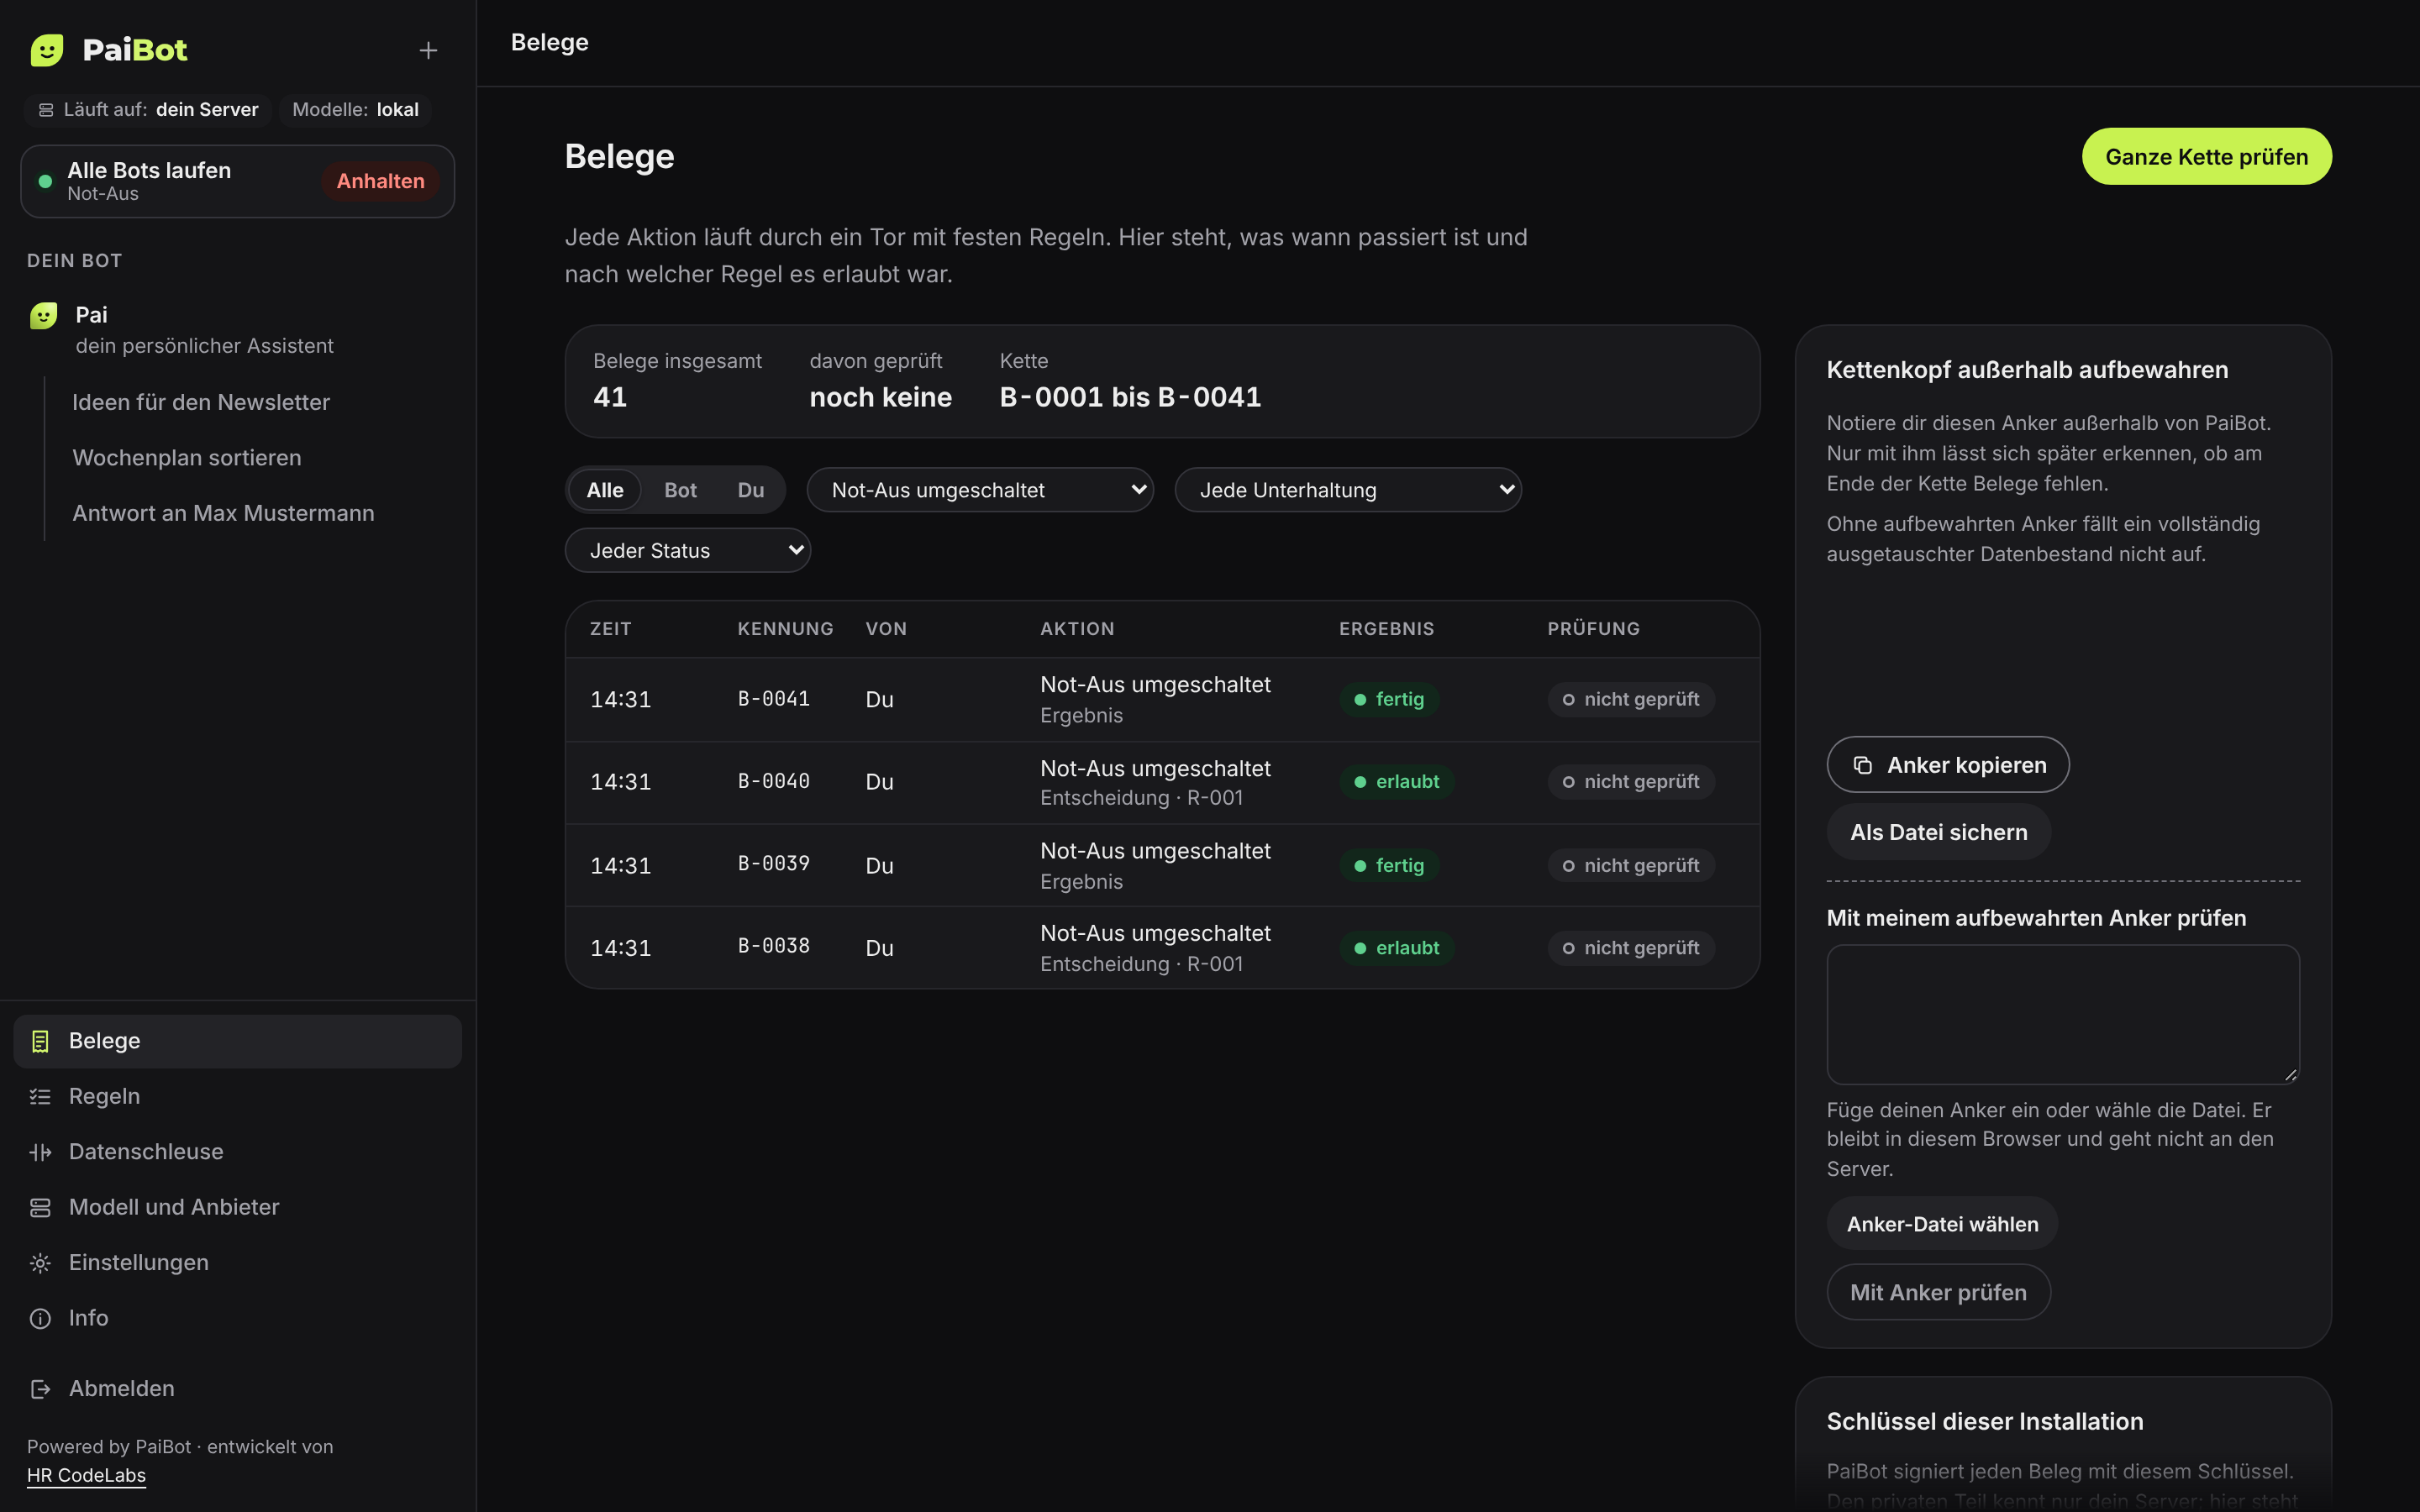 PaiBot
Läuft auf: dein Server
Modelle: lokal
Alle Bots laufen
Not-Aus
Anhalten
DEIN BOT
Pai
dein persönlicher Assistent
Ideen für den Newsletter
Wochenplan sortieren
Antwort an Max Mustermann
Belege
Regeln
Datenschleuse
Modell und Anbieter
Einstellungen
Info
Abmelden
Powered by PaiBot · entwickelt von
HR CodeLabs
Belege
Belege
Ganze Kette prüfen
Jede Aktion läuft durch ein Tor mit festen Regeln. Hier steht, was wann passiert ist und
nach welcher Regel es erlaubt war.
Belege insgesamt davon geprüft Kette
41 noch keine B-0001 bis B-0041
Alle Bot Du Not-Aus umgeschaltet Jede Unterhaltung
Jeder Status
ZEIT KENNUNG VON AKTION ERGEBNIS PRÜFUNG
14:31 B-0041 Du Not-Aus umgeschaltet fertig nicht geprüft
Ergebnis
14:31 B-0040 Du Not-Aus umgeschaltet erlaubt nicht geprüft
Entscheidung · R-001
14:31 B-0039 Du Not-Aus umgeschaltet fertig nicht geprüft
Ergebnis
14:31 B-0038 Du Not-Aus umgeschaltet erlaubt nicht geprüft
Entscheidung · R-001
Kettenkopf außerhalb aufbewahren
Notiere dir diesen Anker außerhalb von PaiBot.
Nur mit ihm lässt sich später erkennen, ob am
Ende der Kette Belege fehlen.
Ohne aufbewahrten Anker fällt ein vollständig
ausgetauschter Datenbestand nicht auf.
Anker kopieren
Als Datei sichern
Mit meinem aufbewahrten Anker prüfen
Füge deinen Anker ein oder wähle die Datei. Er
bleibt in diesem Browser und geht nicht an den
Server.
Anker-Datei wählen
Mit Anker prüfen
Schlüssel dieser Installation
PaiBot signiert jeden Beleg mit diesem Schlüssel.
Den privaten Teil kennt nur dein Server; hier steht